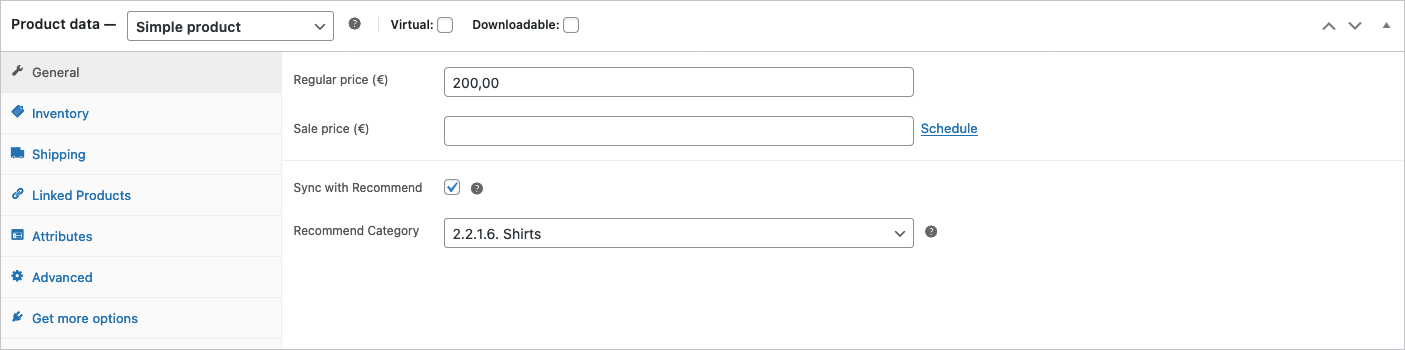 Product data — Simple product ? Virtual: Downloadable:
General
Inventory
Shipping
Linked Products
Attributes
Advanced
Get more options
Regular price (€) 200,00
Sale price (€) Schedule
Sync with Recommend ?
Recommend Category 2.2.1.6. Shirts ?